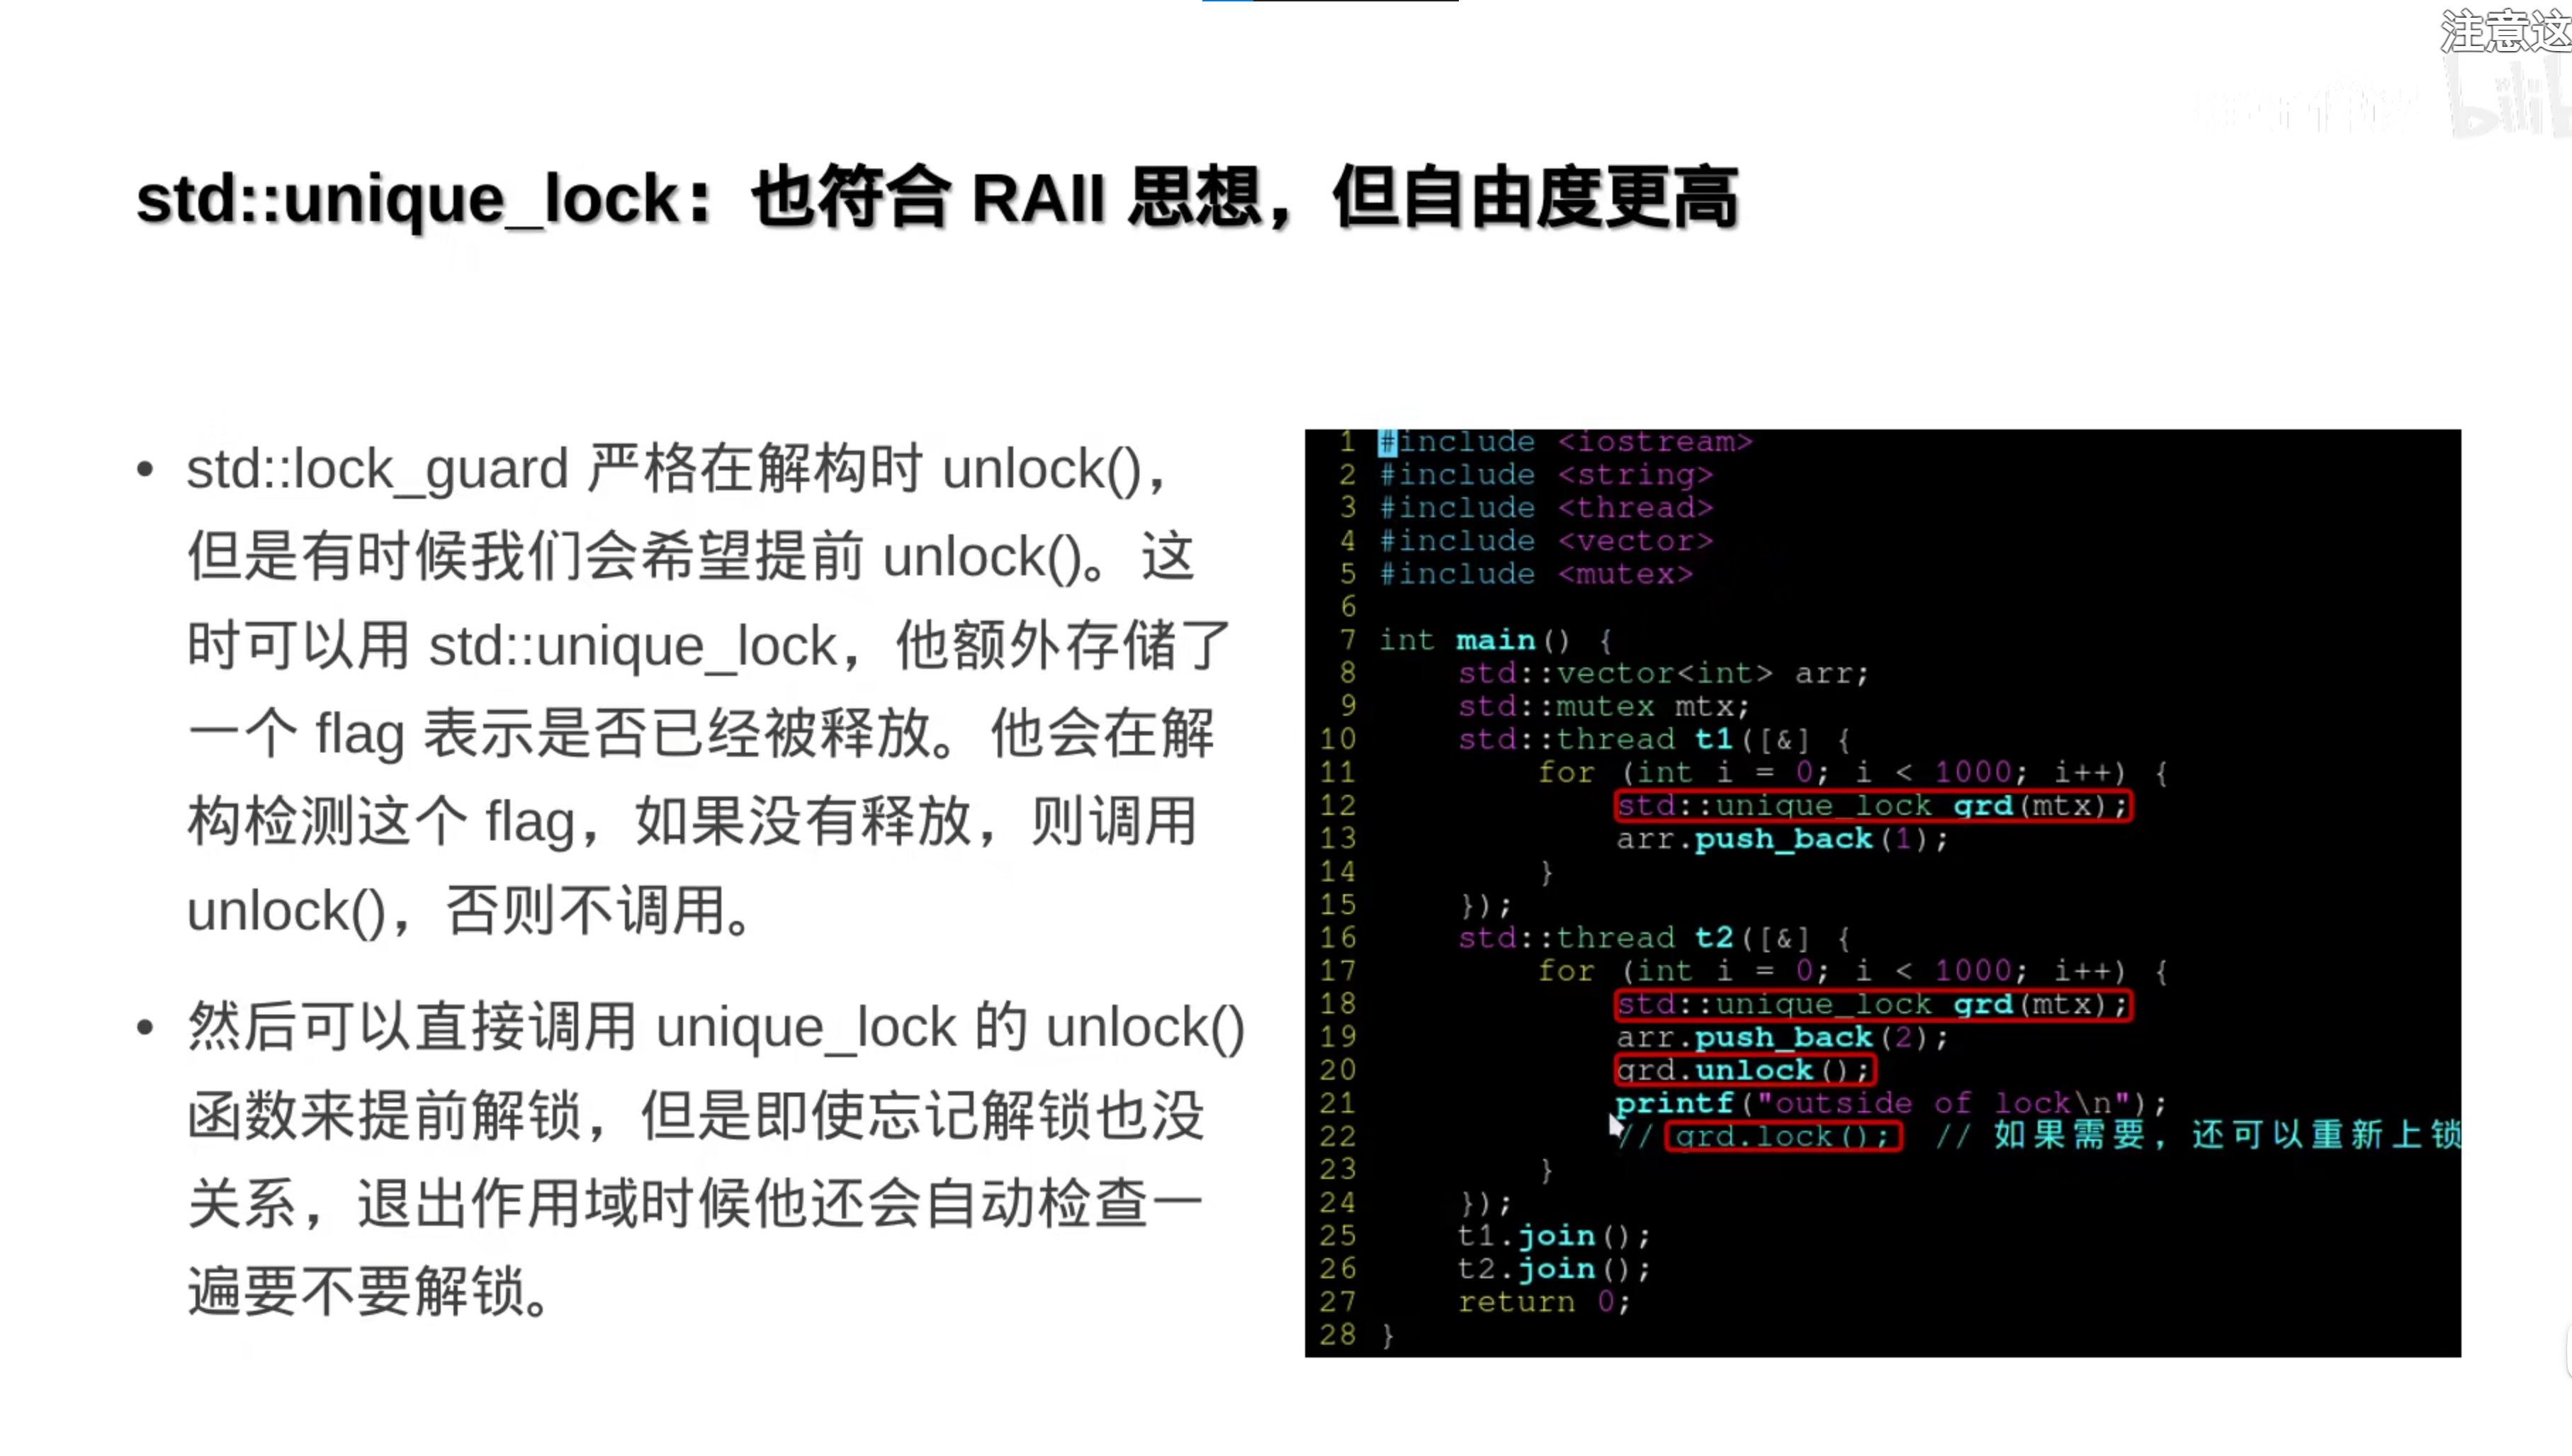 注意这
bili
std::unique_lock：也符合 RAII 思想，但自由度更高
• std::lock_guard 严格在解构时 unlock()，
但是有时候我们会希望提前 unlock()。这
时可以用 std::unique_lock，他额外存储了
一个 flag 表示是否已经被释放。他会在解
构检测这个 flag，如果没有释放，则调用
unlock()，否则不调用。
• 然后可以直接调用 unique_lock 的 unlock()
函数来提前解锁，但是即使忘记解锁也没
关系，退出作用域时候他还会自动检查一
遍要不要解锁。
1 #include <iostream>
2 #include <string>
3 #include <thread>
4 #include <vector>
5 #include <mutex>
6
7 int main() {
8     std::vector<int> arr;
9     std::mutex mtx;
10     std::thread t1([&] {
11         for (int i = 0; i < 1000; i++) {
12             std::unique_lock grd(mtx);
13             arr.push_back(1);
14         }
15     });
16     std::thread t2([&] {
17         for (int i = 0; i < 1000; i++) {
18             std::unique_lock grd(mtx);
19             arr.push_back(2);
20             grd.unlock();
21             printf("outside of lock\n");
22             // grd.lock();  // 如果需要，还可以重新上锁
23         }
24     });
25     t1.join();
26     t2.join();
27     return 0;
28 }